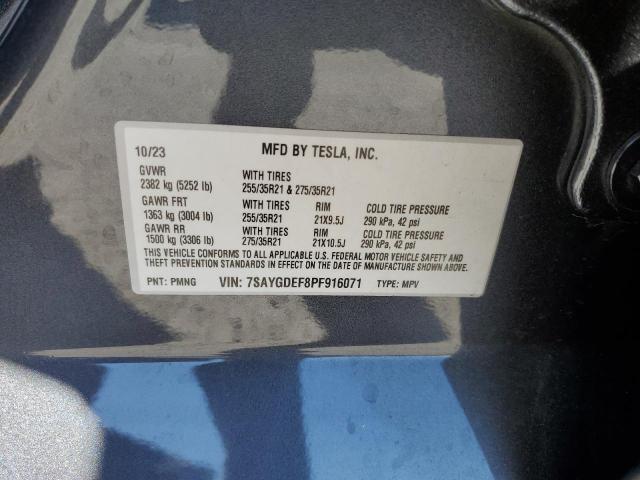 10/23 MFD BY TESLA, INC.
GVWR WITH TIRES
2382 kg (5252 lb) 255/35R21 & 275/35R21
GAWR FRT WITH TIRES RIM COLD TIRE PRESSURE
1363 kg (3004 lb) 255/35R21 21X9.5J 290 kPa, 42 psi
GAWR RR WITH TIRES RIM COLD TIRE PRESSURE
1500 kg (3306 lb) 275/35R21 21X10.5J 290 kPa, 42 psi
THIS VEHICLE CONFORMS TO ALL APPLICABLE U.S. FEDERAL MOTOR VEHICLE SAFETY AND
THEFT PREVENTION STANDARDS IN EFFECT ON THE DATE OF MANUFACTURE SHOWN ABOVE.
PNT: PMNG VIN: 7SAYGDEF8PF916071 TYPE: MPV